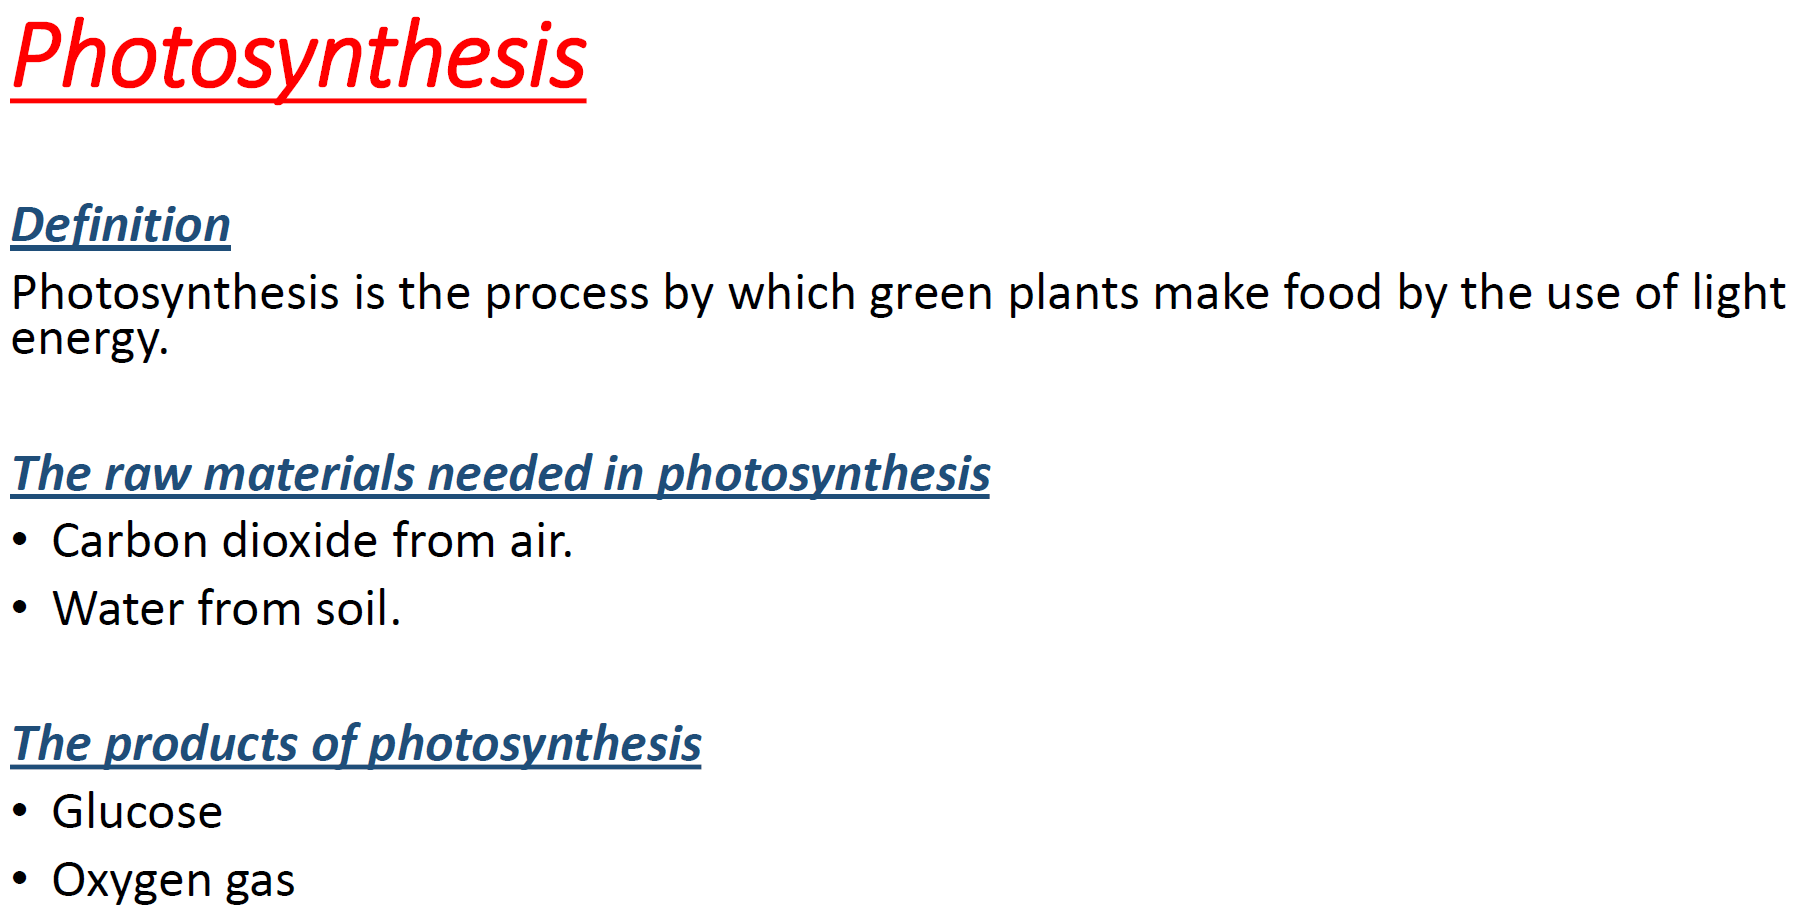 Photosynthesis
Definition
Photosynthesis is the process by which green plants make food by the use of light
energy.
The raw materials needed in photosynthesis
• Carbon dioxide from air.
• Water from soil.
The products of photosynthesis
• Glucose
• Oxygen gas